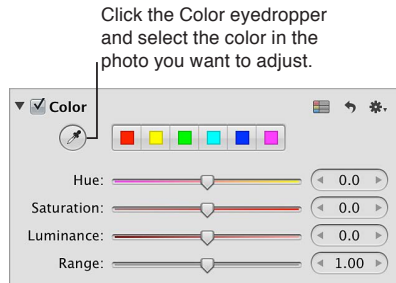 Click the Color eyedropper
and select the color in the
photo you want to adjust.
Color
Hue: 0.0
Saturation: 0.0
Luminance: 0.0
Range: 1.00